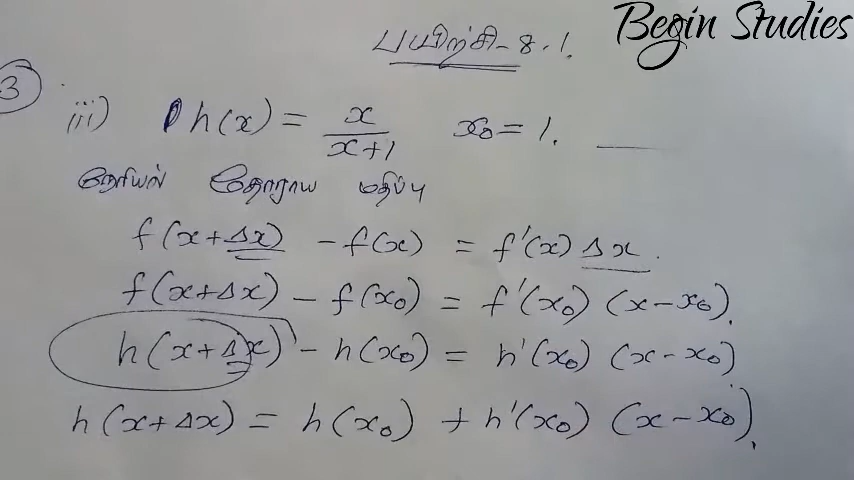 Begin Studies
பயிற்சி - 8.1.
3
iii) h(x) = x/(x+1) x₀ = 1.
நேரியல் தோராய மதிப்பு
f(x+Δx) - f(x) = f'(x) Δx.
f(x+Δx) - f(x₀) = f'(x₀) (x-x₀).
h(x+Δx) - h(x₀) = h'(x₀) (x-x₀)
h(x+Δx) = h(x₀) + h'(x₀) (x-x₀).